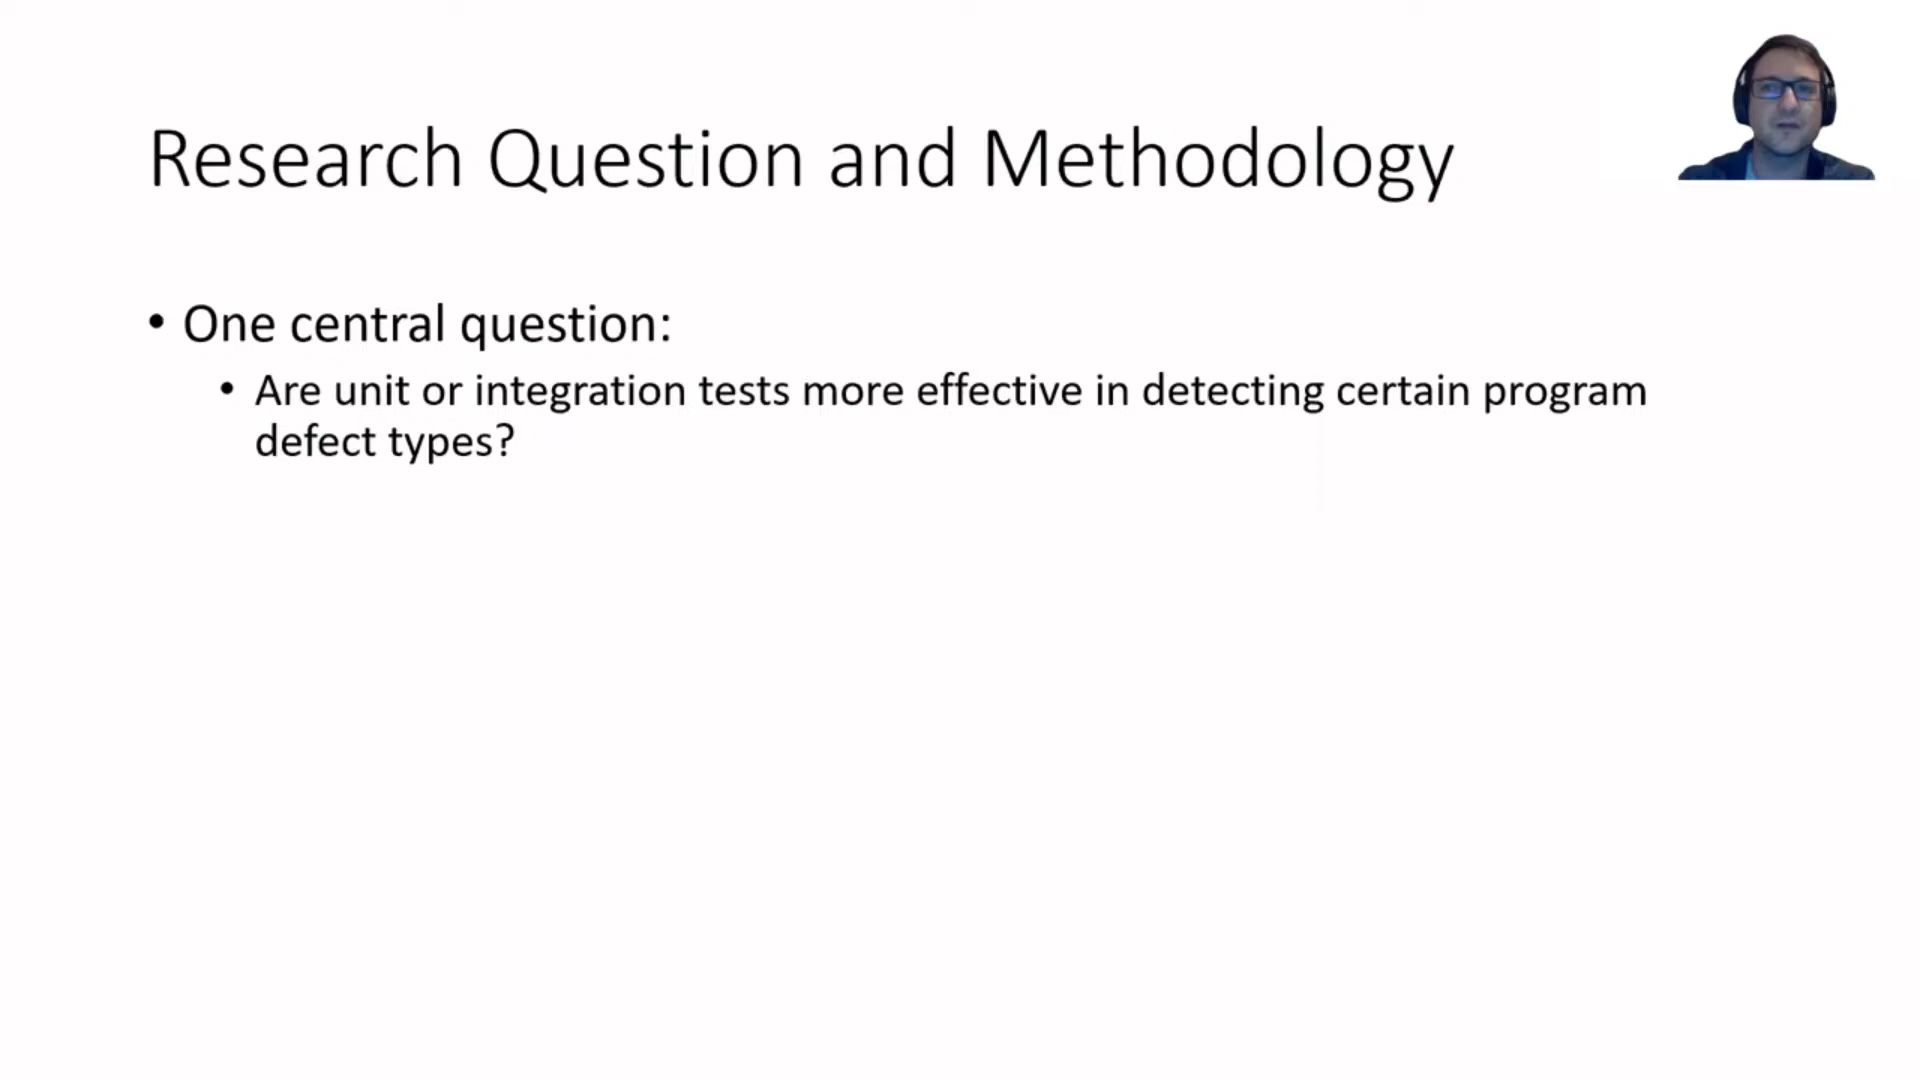 Research Question and Methodology
• One central question:
• Are unit or integration tests more effective in detecting certain program
defect types?